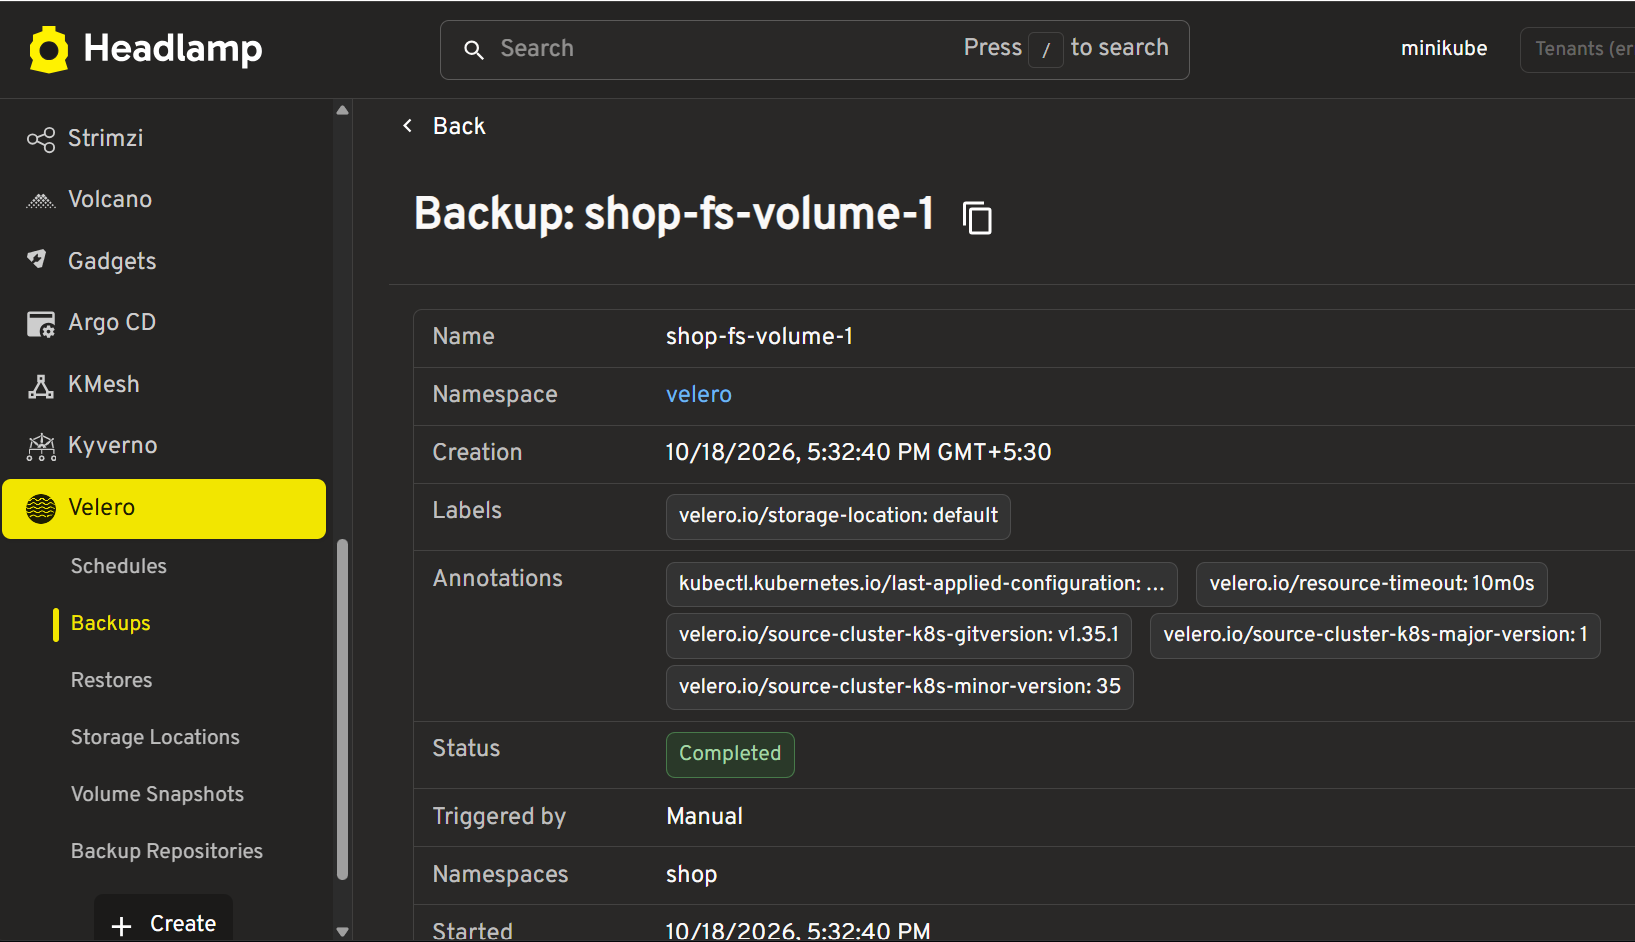 Headlamp
Search
Press / to search
minikube
Tenants (er
Strimzi
Volcano
Gadgets
Argo CD
KMesh
Kyverno
Velero
Schedules
Backups
Restores
Storage Locations
Volume Snapshots
Backup Repositories
+ Create
Back
Backup: shop-fs-volume-1
Name shop-fs-volume-1
Namespace velero
Creation 10/18/2026, 5:32:40 PM GMT+5:30
Labels velero.io/storage-location: default
Annotations kubectl.kubernetes.io/last-applied-configuration: … velero.io/resource-timeout: 10m0s
velero.io/source-cluster-k8s-gitversion: v1.35.1 velero.io/source-cluster-k8s-major-version: 1
velero.io/source-cluster-k8s-minor-version: 35
Status Completed
Triggered by Manual
Namespaces shop
Started 10/18/2026, 5:32:40 PM